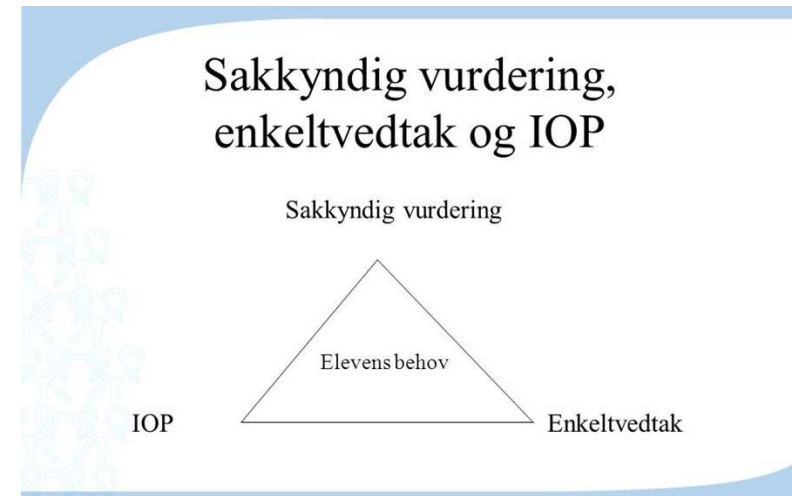 Sakkyndig vurdering,
enkeltvedtak og IOP
Sakkyndig vurdering
Elevens behov
IOP
Enkeltvedtak